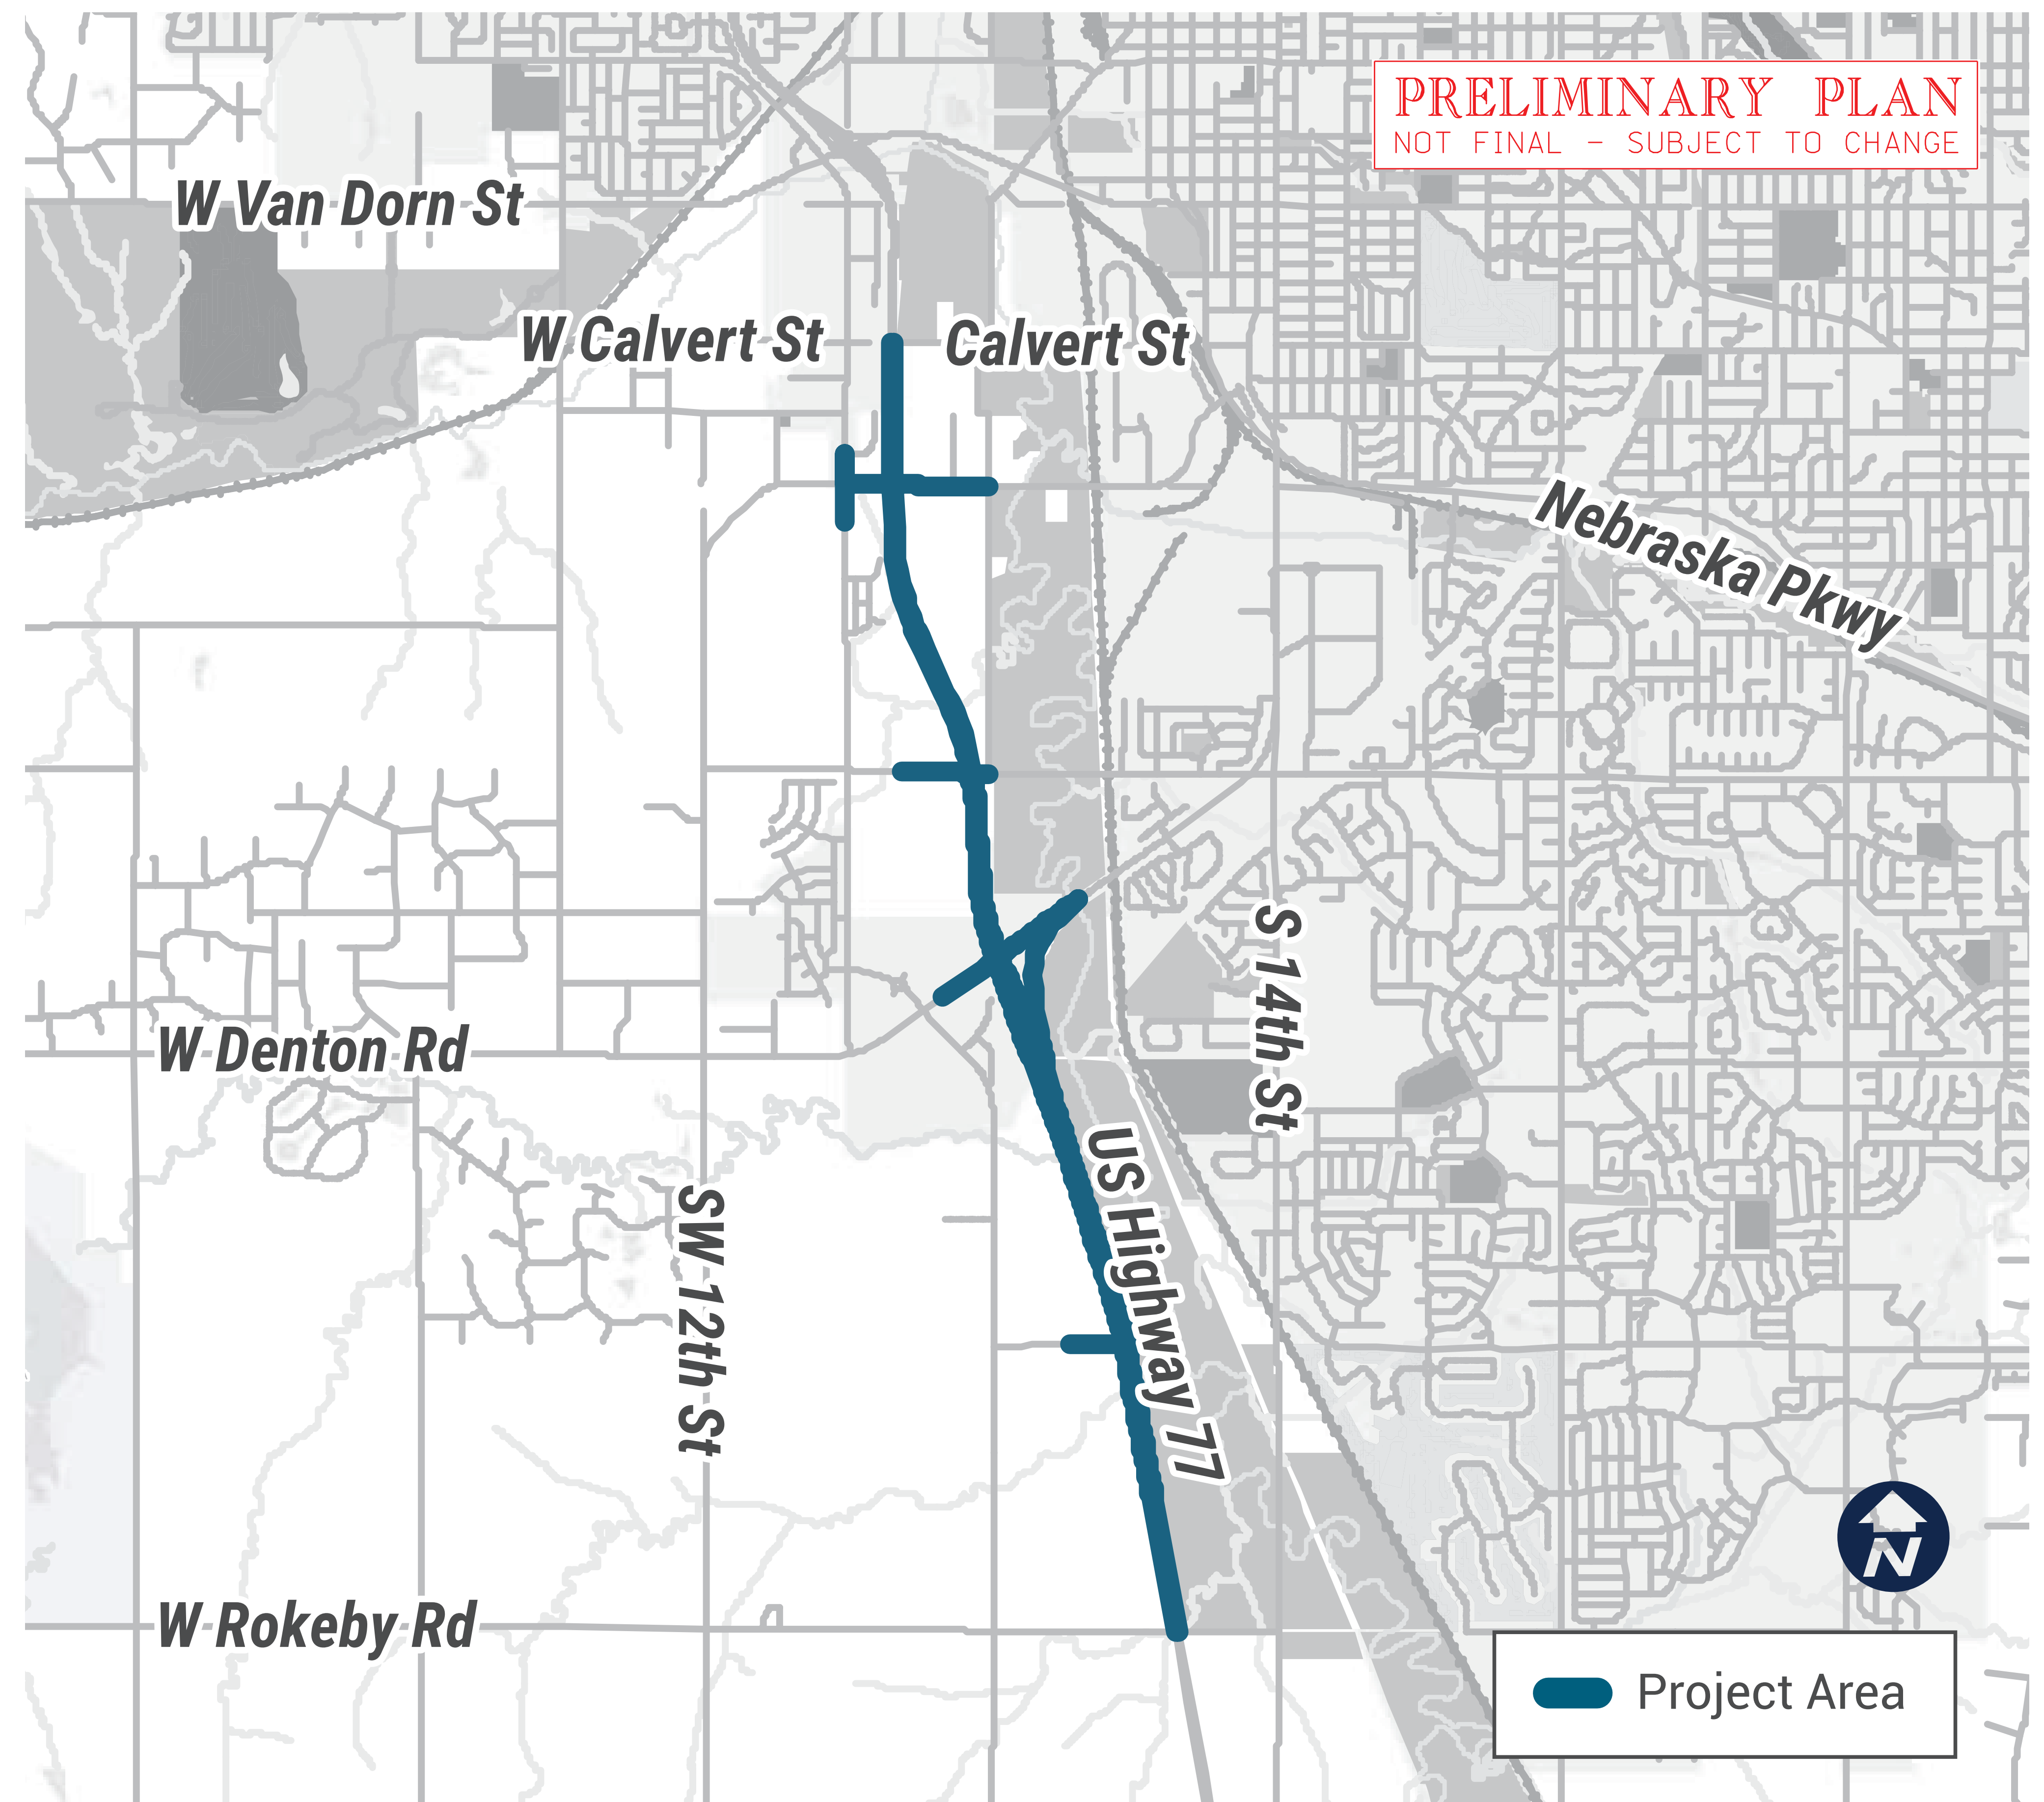 PRELIMINARY PLAN
NOT FINAL - SUBJECT TO CHANGE
W Van Dorn St
W Calvert St
Calvert St
Nebraska Pkwy
S 14th St
W Denton Rd
US Highway 77
SW 12th St
N
W Rokeby Rd
Project Area